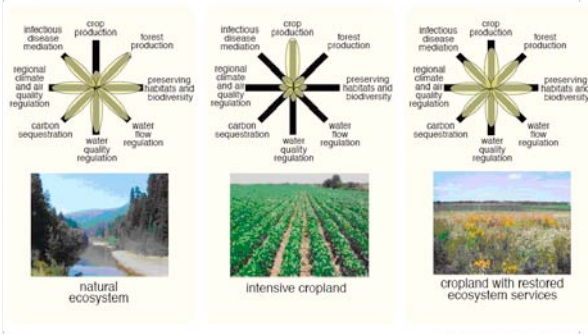 infectious
disease
mediation
crop
production
forest
production
regional
climate
and air
quality
regulation
preserving
habitats and
biodiversity
carbon
sequestration
water
quality
regulation
water
flow
regulation
natural
ecosystem
infectious
disease
mediation
crop
production
forest
production
regional
climate
and air
quality
regulation
preserving
habitats and
biodiversity
carbon
sequestration
water
quality
regulation
water
flow
regulation
intensive cropland
infectious
disease
mediation
crop
production
forest
production
regional
climate
and air
quality
regulation
preserving
habitats and
biodiversity
carbon
sequestration
water
quality
regulation
water
flow
regulation
cropland with restored
ecosystem services